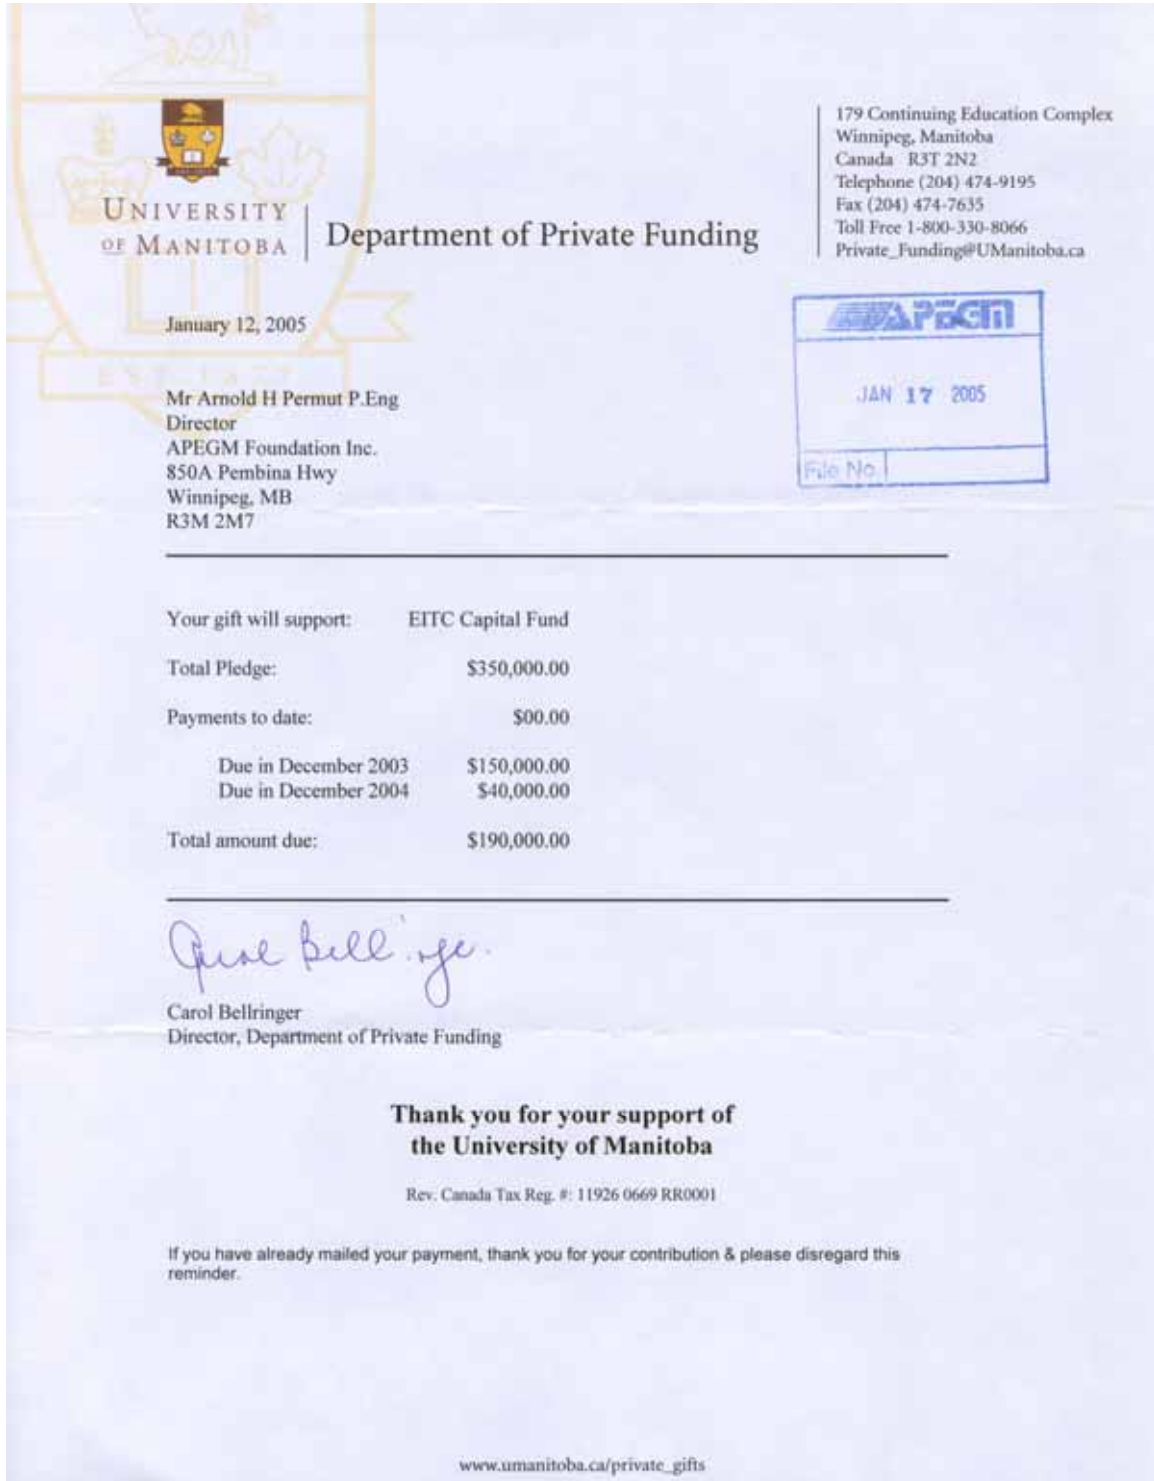 UNIVERSITY
OF MANITOBA
Department of Private Funding
179 Continuing Education Complex
Winnipeg, Manitoba
Canada R3T 2N2
Telephone (204) 474-9195
Fax (204) 474-7635
Toll Free 1-800-330-8066
Private_Funding@UManitoba.ca
January 12, 2005
APEGM
JAN 17 2005
File No.
EST. 1877
Mr Arnold H Permut P.Eng
Director
APEGM Foundation Inc.
850A Pembina Hwy
Winnipeg, MB
R3M 2M7
Your gift will support: EITC Capital Fund
Total Pledge: $350,000.00
Payments to date: $00.00
Due in December 2003 $150,000.00
Due in December 2004 $40,000.00
Total amount due: $190,000.00
Carol Bellringer
Carol Bellringer
Director, Department of Private Funding
Thank you for your support of
the University of Manitoba
Rev. Canada Tax Reg. #: 11926 0669 RR0001
If you have already mailed your payment, thank you for your contribution & please disregard this
reminder.
www.umanitoba.ca/private_gifts